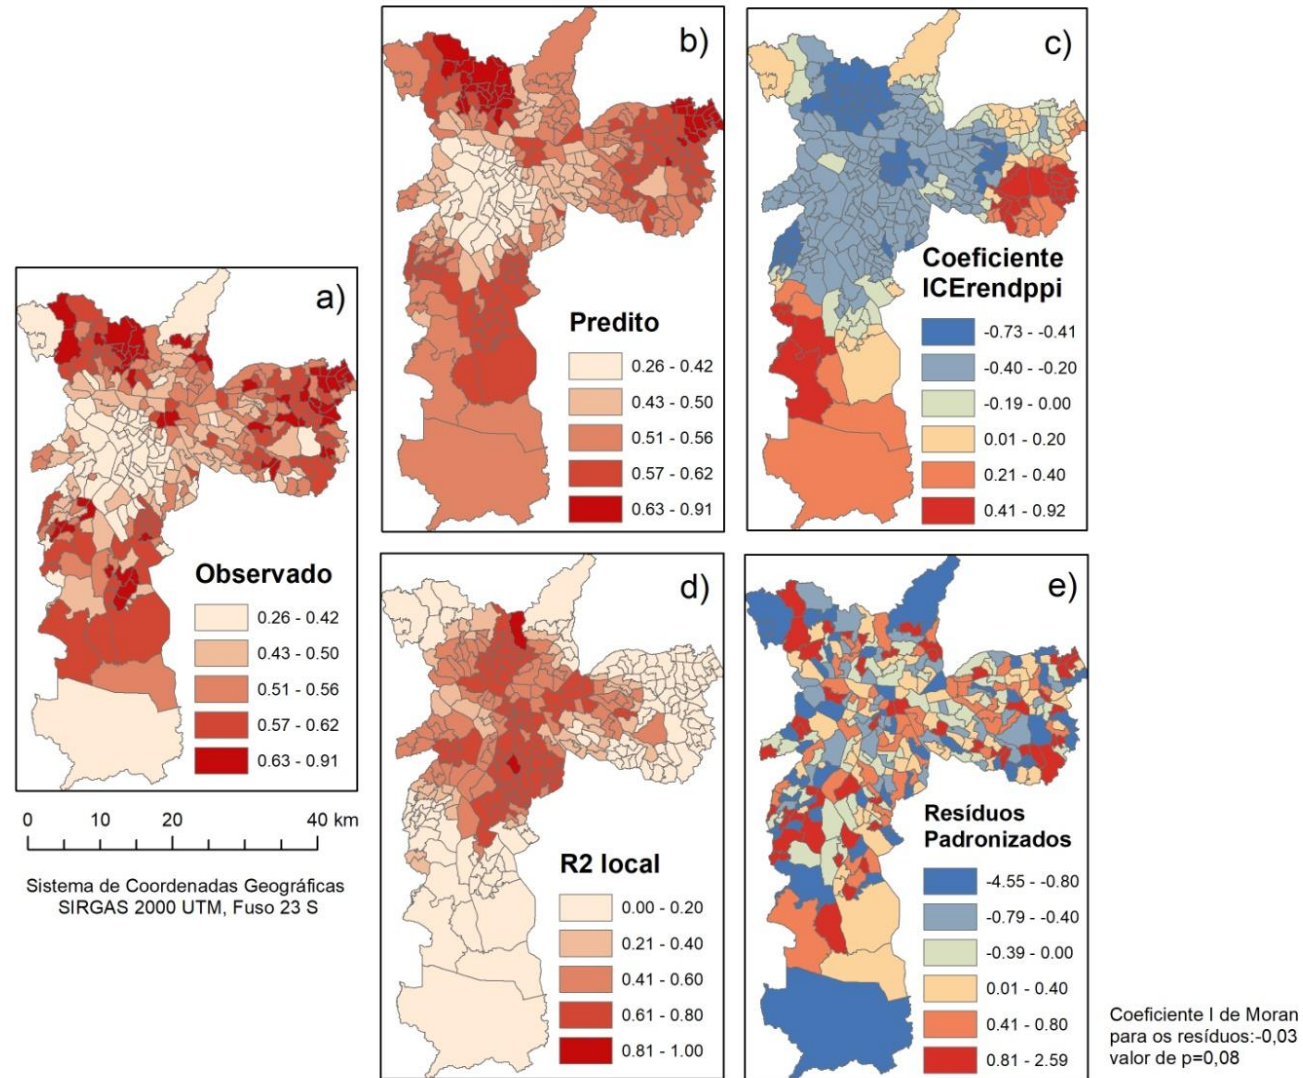 a)
Observado
0.26 - 0.42
0.43 - 0.50
0.51 - 0.56
0.57 - 0.62
0.63 - 0.91
0 10 20 40 km
Sistema de Coordenadas Geográficas
SIRGAS 2000 UTM, Fuso 23 S
b)
Predito
0.26 - 0.42
0.43 - 0.50
0.51 - 0.56
0.57 - 0.62
0.63 - 0.91
c)
Coeficiente
ICErendppi
-0.73 - -0.41
-0.40 - -0.20
-0.19 - 0.00
0.01 - 0.20
0.21 - 0.40
0.41 - 0.92
d)
R2 local
0.00 - 0.20
0.21 - 0.40
0.41 - 0.60
0.61 - 0.80
0.81 - 1.00
e)
Resíduos
Padronizados
-4.55 - -0.80
-0.79 - -0.40
-0.39 - 0.00
0.01 - 0.40
0.41 - 0.80
0.81 - 2.59
Coeficiente I de Moran
para os resíduos:-0,03
valor de p=0,08